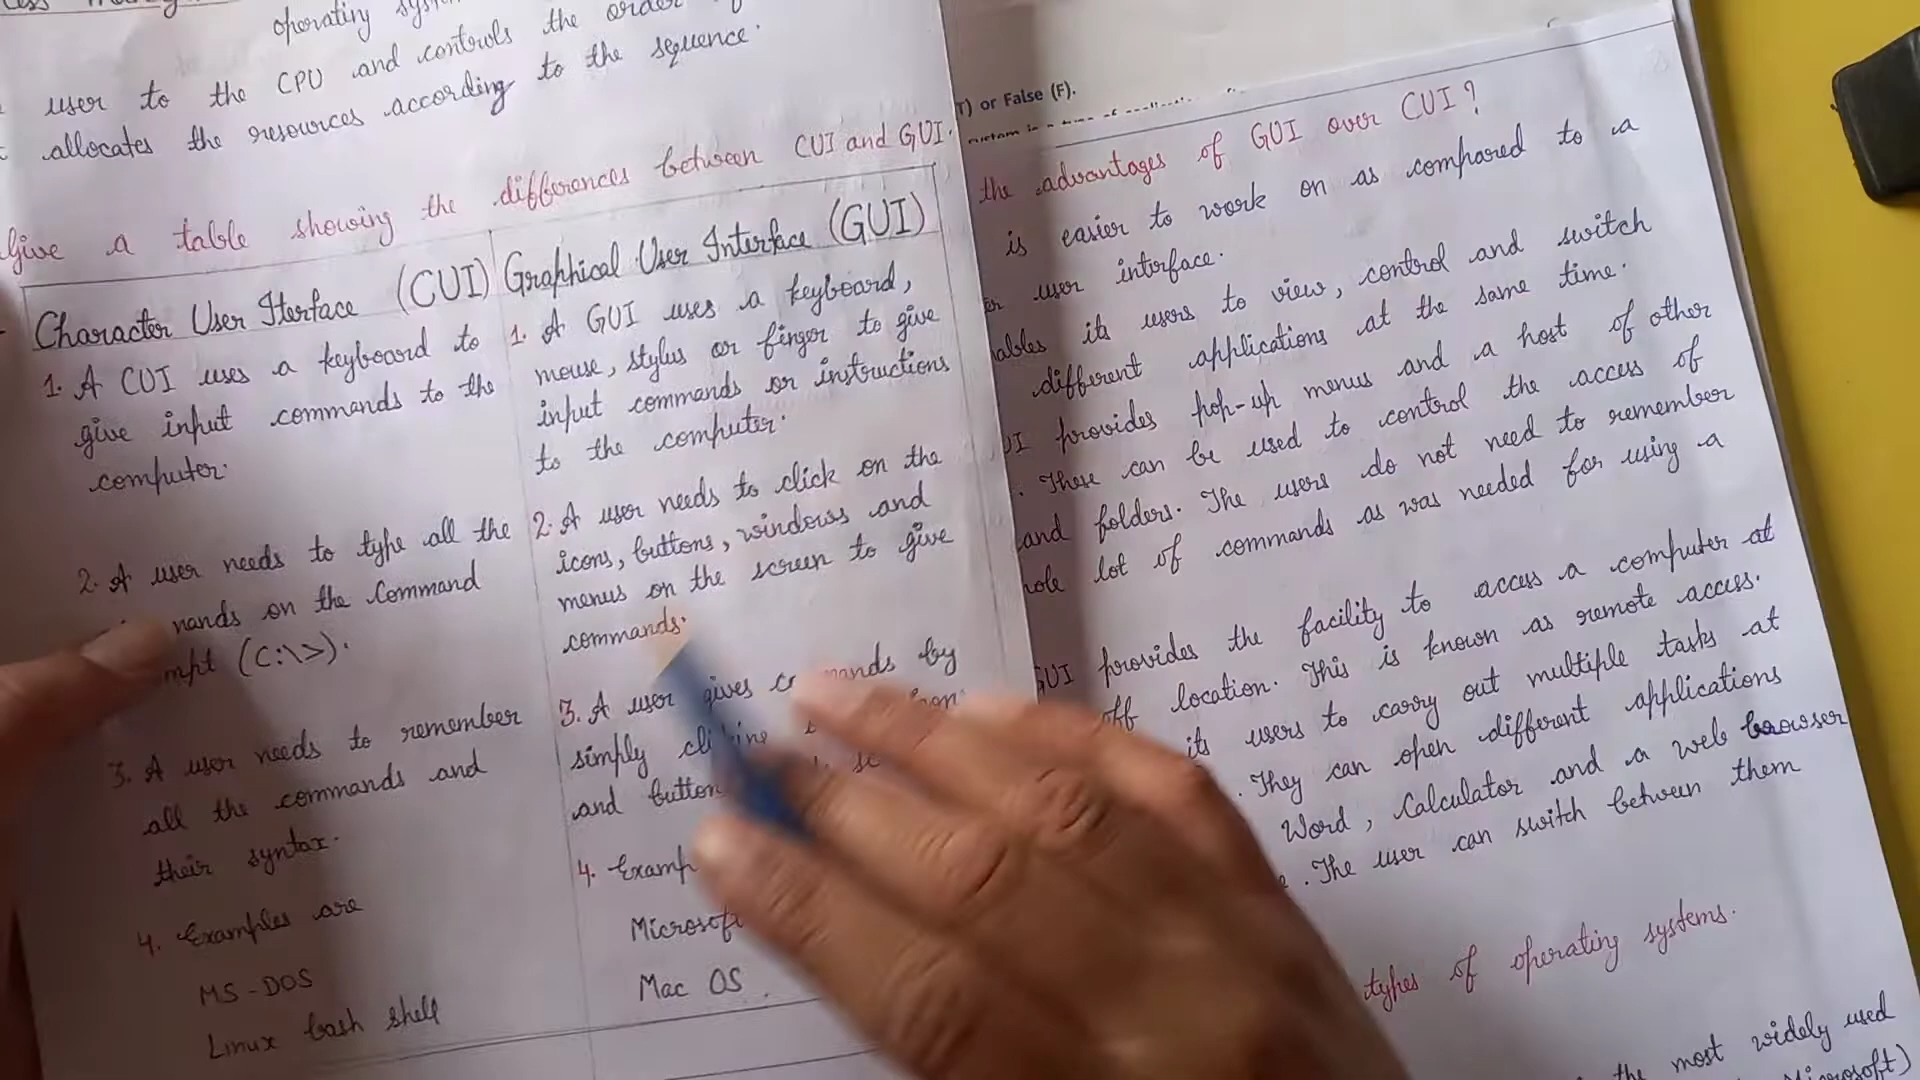 operating
user to the CPU and controls the order
allocates the resources according to the sequence.
Give a table showing the differences between CUI and GUI.
Character User Iterface (CUI)
1. A CUI uses a keyboard to
give input commands to the
computer.
2. A user needs to type all the
on the Command
(C:\>).
3. A user needs to remember
all the commands and
their syntax.
4. Examples are
MS-DOS
Linux bash shell
Graphical User Interface (GUI)
1. A GUI uses a keyboard,
mouse, stylus or finger to give
input commands or instructions
to the computer.
2. A user needs to click on the
icons, buttons, windows and
menus on the screen to give
commands.
3. A user gives by
simply
and
4.
Microsoft
Mac OS
T) or False (F).
the advantages of GUI over CUI?
is easier to work on as compared to a
user interface.
its users to view, control and switch
different applications at the same time.
provides pop-up menus and a host of other
. These can be used to control the access of
and folders. The users do not need to remember
lot of commands as was needed for using a
GUI provides the facility to access a computer at
location. This is known as remote access.
its users to carry out multiple tasks at
. They can open different applications
Word, Calculator and a web browser
. The user can switch between them
types of operating systems.
the most widely used
Microsoft)